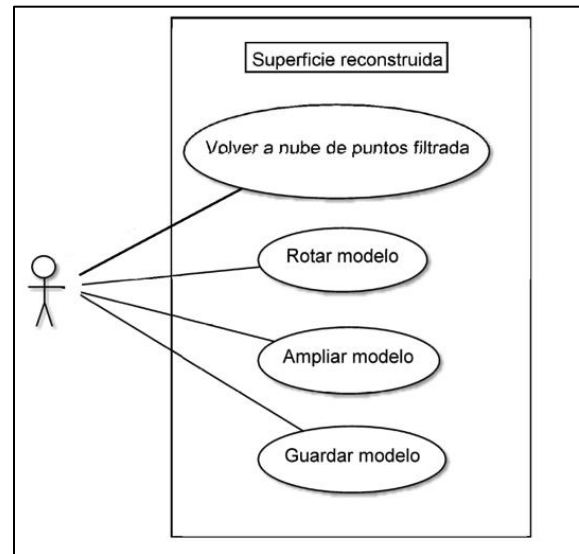 Superficie reconstruida
Volver a nube de puntos filtrada
Rotar modelo
Ampliar modelo
Guardar modelo